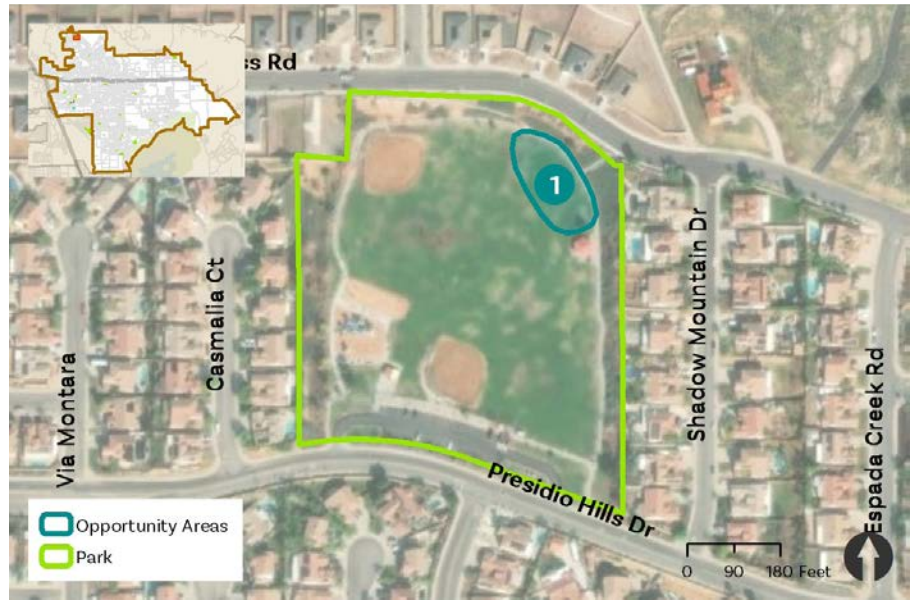 ss Rd
1
Via Montara
Casmalia Ct
Shadow Mountain Dr
Espada Creek Rd
Presidio Hills Dr
Opportunity Areas
Park
0 90 180 Feet